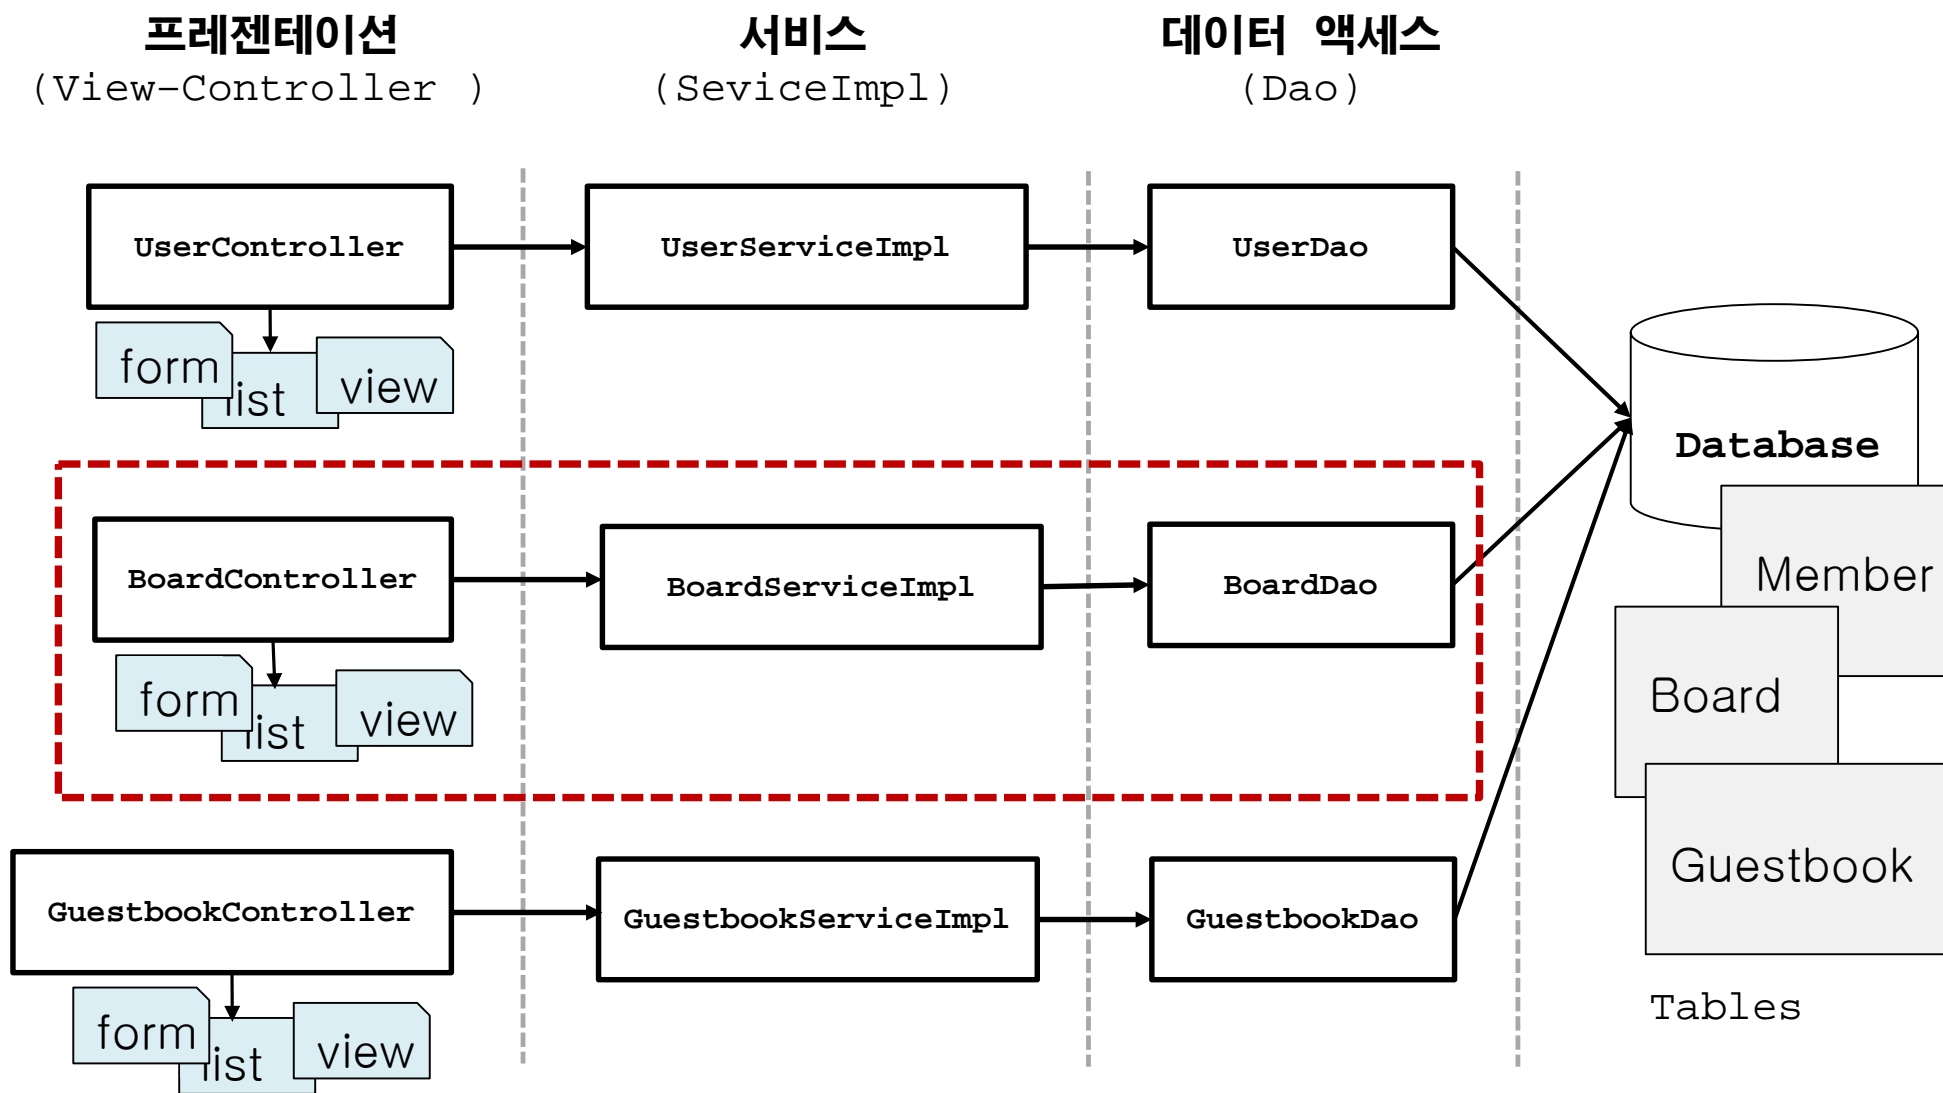 프레젠테이션 서비스 데이터 액세스
(View-Controller ) (SeviceImpl) (Dao)
UserController UserServiceImpl UserDao
form list view
Database
BoardController BoardServiceImpl BoardDao
Member
form list view
Board
GuestbookController GuestbookServiceImpl GuestbookDao
Guestbook
form list view
Tables